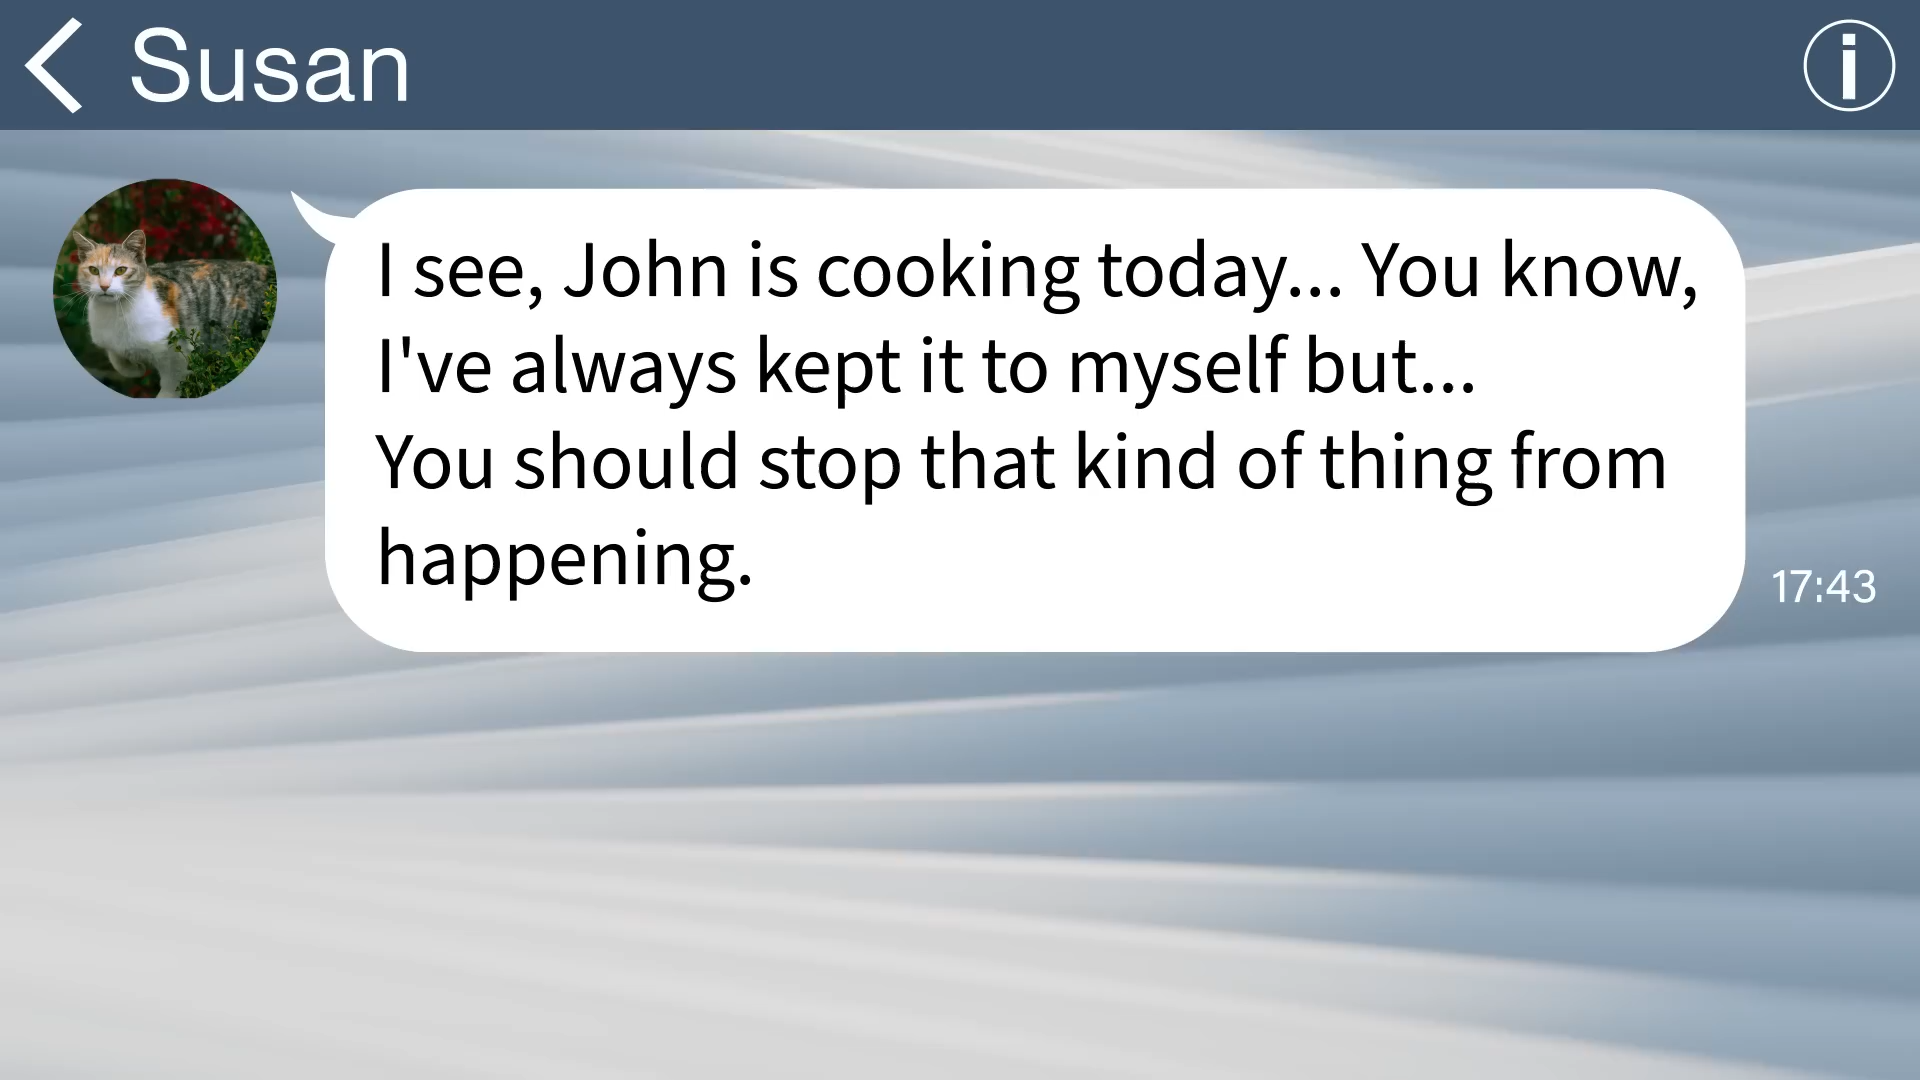 Susan
I see, John is cooking today... You know,
I've always kept it to myself but...
You should stop that kind of thing from
happening.
17:43